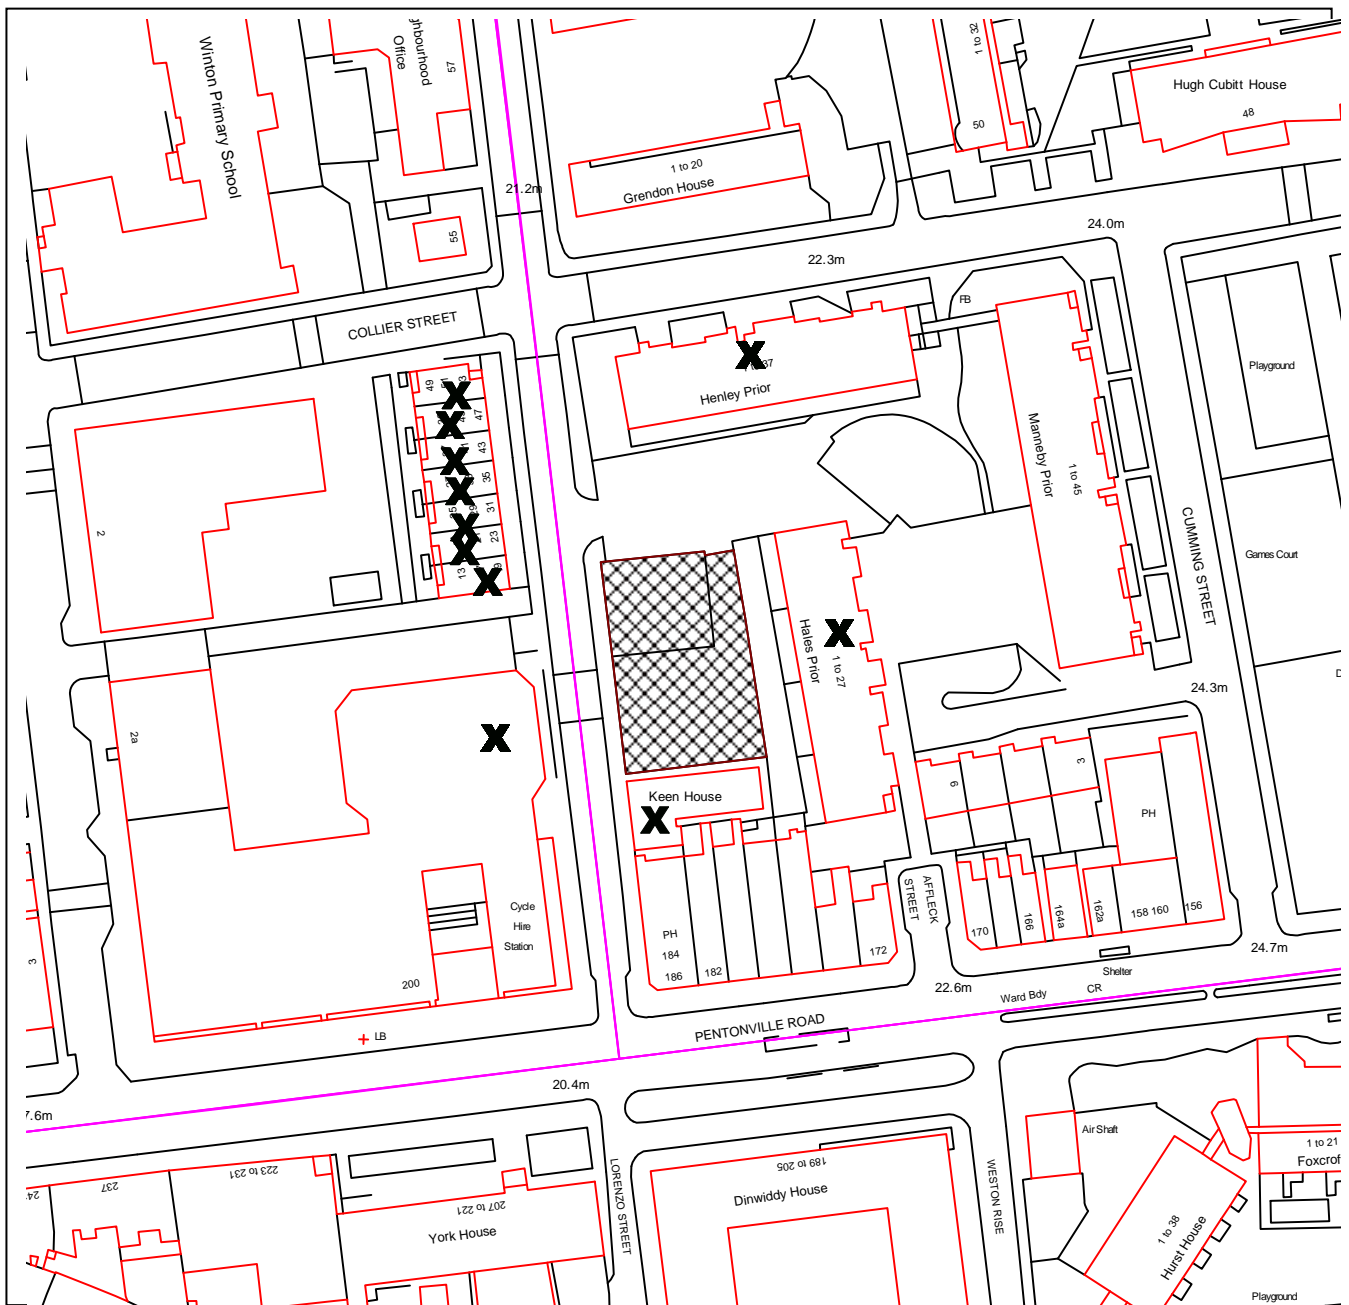 Winton Primary School
ghbourhood
Office
57
55
21.2m
1 to 20
Grendon House
1 to 32
50
Hugh Cubitt House
48
24.0m
22.3m
COLLIER STREET
FB
Henley Prior
Manneby Prior
1 to 45
Playground
Games Court
CUMMING STREET
49
47
43
35
31
23
13
2
2a
Hales Prior
1 to 27
24.3m
Keen House
9
3
PH
AFFLECK
STREET
170
166
164a
162a
158 160
156
PH
184
186
182
172
Cycle
Hire
Station
200
3
LB
Shelter
24.7m
22.6m
Ward Bdy
CR
PENTONVILLE ROAD
20.4m
7.6m
Air Shaft
1 to 21
Foxcrof
237
223 to 231
207 to 221
York House
LORENZO STREET
189 to 205
Dinwiddy House
WESTON RISE
1 to 38
Hurst House
Playground